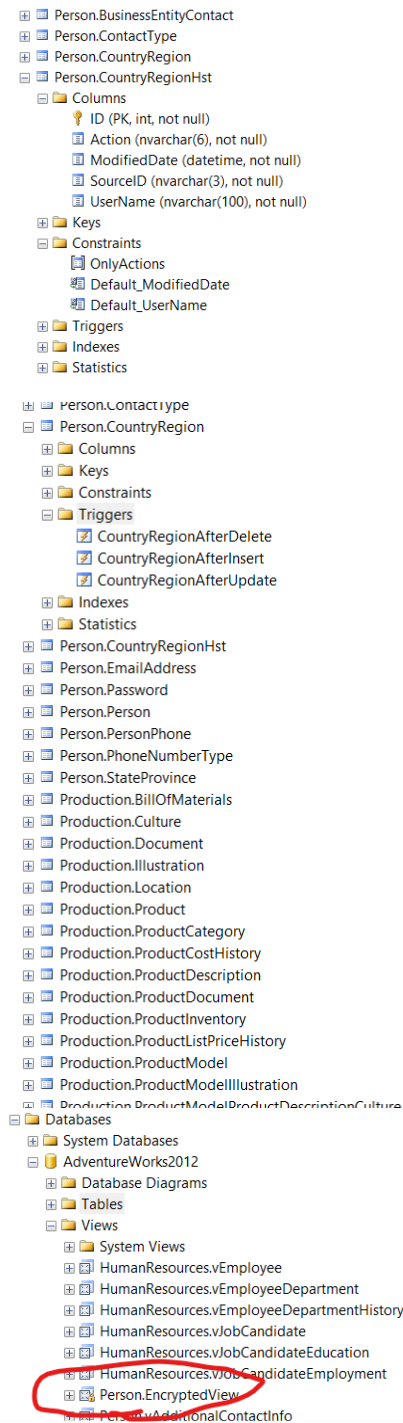 Person.BusinessEntityContact
Person.ContactType
Person.CountryRegion
Person.CountryRegionHst
Columns
ID (PK, int, not null)
Action (nvarchar(6), not null)
ModifiedDate (datetime, not null)
SourceID (nvarchar(3), not null)
UserName (nvarchar(100), not null)
Keys
Constraints
OnlyActions
Default_ModifiedDate
Default_UserName
Triggers
Indexes
Statistics
Person.ContactType
Person.CountryRegion
Columns
Keys
Constraints
Triggers
CountryRegionAfterDelete
CountryRegionAfterInsert
CountryRegionAfterUpdate
Indexes
Statistics
Person.CountryRegionHst
Person.EmailAddress
Person.Password
Person.Person
Person.PersonPhone
Person.PhoneNumberType
Person.StateProvince
Production.BillOfMaterials
Production.Culture
Production.Document
Production.Illustration
Production.Location
Production.Product
Production.ProductCategory
Production.ProductCostHistory
Production.ProductDescription
Production.ProductDocument
Production.ProductInventory
Production.ProductListPriceHistory
Production.ProductModel
Production.ProductModelIllustration
Production.ProductModelProductDescriptionCulture
Databases
System Databases
AdventureWorks2012
Database Diagrams
Tables
Views
System Views
HumanResources.vEmployee
HumanResources.vEmployeeDepartment
HumanResources.vEmployeeDepartmentHistory
HumanResources.vJobCandidate
HumanResources.vJobCandidateEducation
HumanResources.vJobCandidateEmployment
Person.EncryptedView
Person.vAdditionalContactInfo